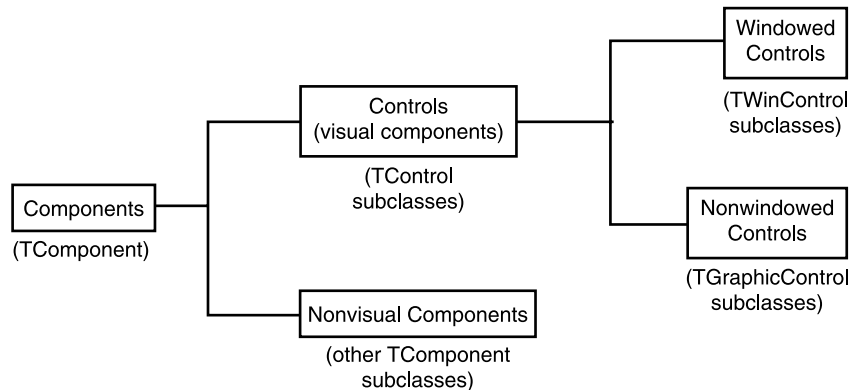 Components
(TComponent)
Controls
(visual components)
(TControl
subclasses)
Nonvisual Components
(other TComponent
subclasses)
Windowed
Controls
(TWinControl
subclasses)
Nonwindowed
Controls
(TGraphicControl
subclasses)